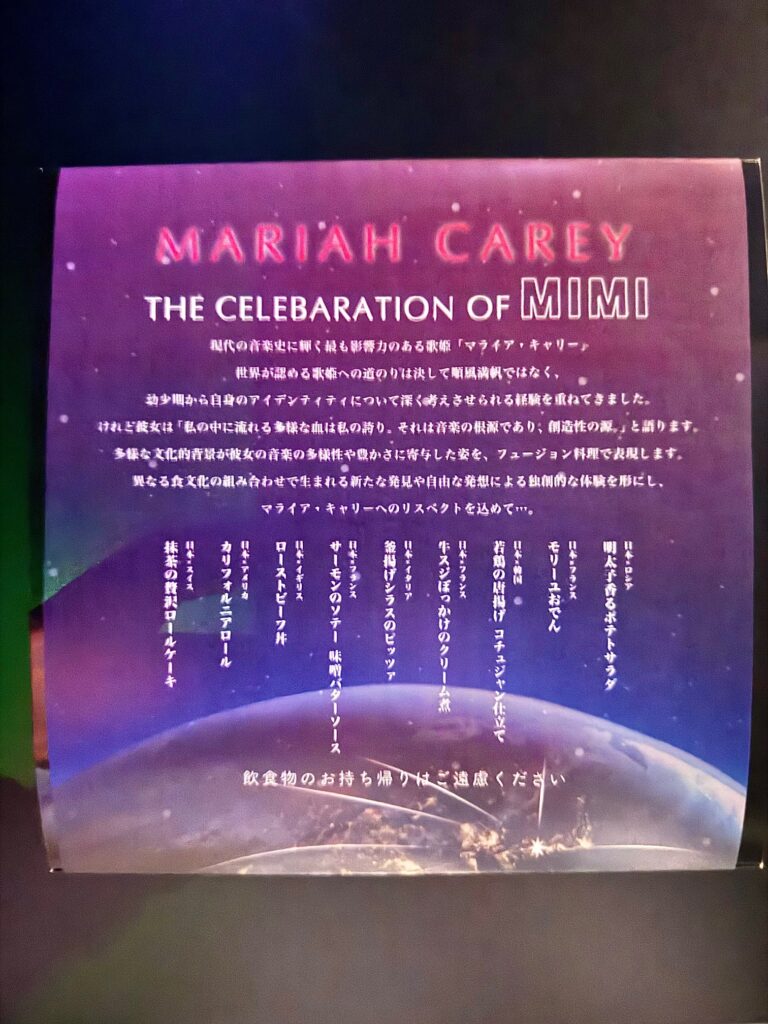 MARIAH CAREY
THE CELEBARATION OF MIMI
現代の音楽史に輝く最も影響力のある歌姫「マライア・キャリー」
世界が認める歌姫への道のりは決して順風満帆ではなく、
幼少期から自身のアイデンティティについて深く考えさせられる経験を重ねてきました。
けれど彼女は「私の中に流れる多様な血は私の誇り。それは音楽の根源であり、創造性の源。」と語ります。
多様な文化的背景が彼女の音楽の多様性や豊かさに寄与した姿を、フュージョン料理で表現します。
異なる食文化の組み合わせで生まれる新たな発見や自由な発想による独創的な体験を形にし、
マライア・キャリーへのリスペクトを込めて…。
日本×ロシア
明太子香るポテトサラダ
日本×フランス
モリーユおでん
日本×韓国
若鶏の唐揚げ コチュジャン仕立て
日本×フランス
牛スジぼっかけのクリーム煮
日本×イタリア
釜揚げシラスのピッツァ
日本×フランス
サーモンのソテー 味噌バターソース
日本×イギリス
ローストビーフ丼
日本×アメリカ
カリフォルニアロール
日本×スイス
抹茶の贅沢ロールケーキ
飲食物のお持ち帰りはご遠慮ください